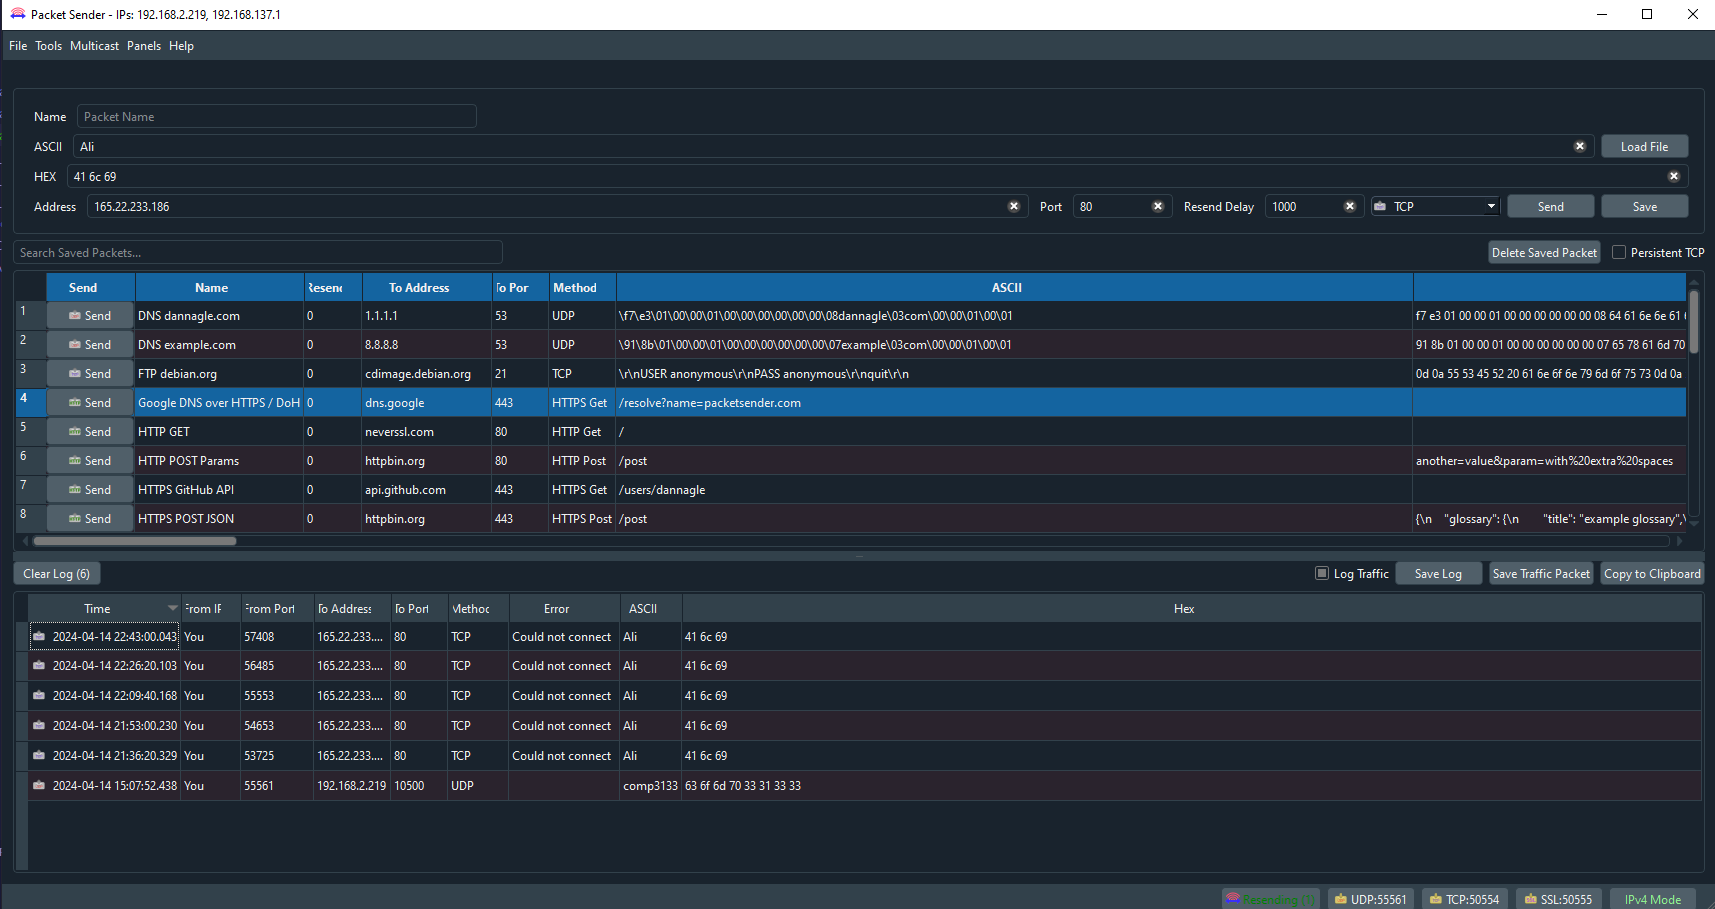 Packet Sender - IPs: 192.168.2.219, 192.168.137.1
File Tools Multicast Panels Help
Name Packet Name
ASCII Ali Load File
HEX 41 6c 69
Address 165.22.233.186 Port 80 Resend Delay 1000 TCP Send Save
Search Saved Packets... Delete Saved Packet Persistent TCP
Send Name Resend To Address To Por Method ASCII
1 Send DNS dannagle.com 0 1.1.1.1 53 UDP \f7\e3\01\00\00\01\00\00\00\00\00\00\08dannagle\03com\00\00\01\00\01 f7 e3 01 00 00 01 00 00 00 00 00 00 08 64 61 6e 6e 61 6
2 Send DNS example.com 0 8.8.8.8 53 UDP \91\8b\01\00\00\01\00\00\00\00\00\00\07example\03com\00\00\01\00\01 91 8b 01 00 00 01 00 00 00 00 00 00 07 65 78 61 6d 70
3 Send FTP debian.org 0 cdimage.debian.org 21 TCP \r\nUSER anonymous\r\nPASS anonymous\r\nquit\r\n 0d 0a 55 53 45 52 20 61 6e 6f 6e 79 6d 6f 75 73 0d 0a
4 Send Google DNS over HTTPS / DoH 0 dns.google 443 HTTPS Get /resolve?name=packetsender.com
5 Send HTTP GET 0 neverssl.com 80 HTTP Get /
6 Send HTTP POST Params 0 httpbin.org 80 HTTP Post /post another=value&param=with%20extra%20spaces
7 Send HTTPS GitHub API 0 api.github.com 443 HTTPS Get /users/dannagle
8 Send HTTPS POST JSON 0 httpbin.org 443 HTTPS Post /post {\n "glossary": {\n "title": "example glossary",\
Clear Log (6) Log Traffic Save Log Save Traffic Packet Copy to Clipboard
Time From IP From Port To Address To Port Method Error ASCII Hex
2024-04-14 22:43:00.043 You 57408 165.22.233.... 80 TCP Could not connect Ali 41 6c 69
2024-04-14 22:26:20.103 You 56485 165.22.233.... 80 TCP Could not connect Ali 41 6c 69
2024-04-14 22:09:40.168 You 55553 165.22.233.... 80 TCP Could not connect Ali 41 6c 69
2024-04-14 21:53:00.230 You 54653 165.22.233.... 80 TCP Could not connect Ali 41 6c 69
2024-04-14 21:36:20.329 You 53725 165.22.233.... 80 TCP Could not connect Ali 41 6c 69
2024-04-14 15:07:52.438 You 55561 192.168.2.219 10500 UDP comp3133 63 6f 6d 70 33 31 33 33
Resending (1) UDP:55561 TCP:50554 SSL:50555 IPv4 Mode